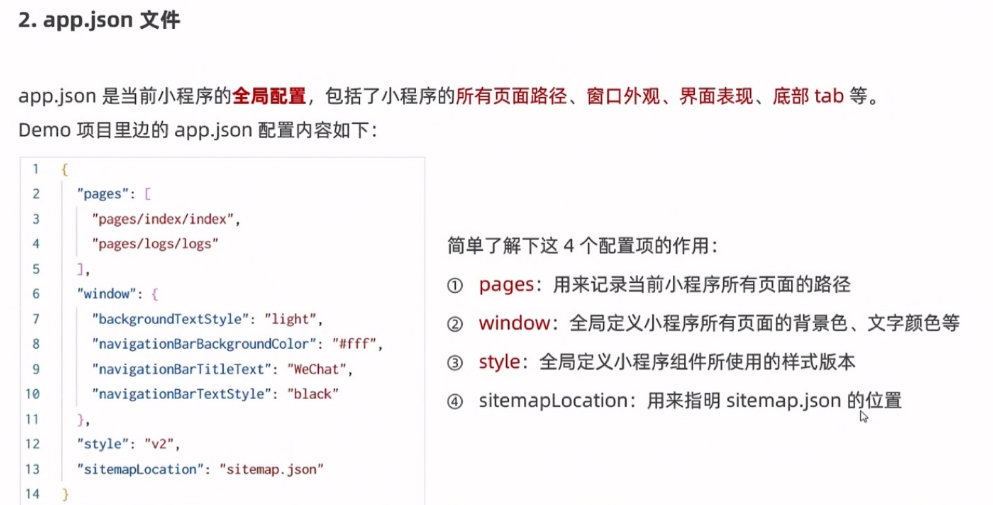 2. app.json 文件
app.json 是当前小程序的全局配置，包括了小程序的所有页面路径、窗口外观、界面表现、底部 tab 等。
Demo 项目里边的 app.json 配置内容如下：
1 {
2 "pages": [
3 "pages/index/index",
4 "pages/logs/logs"
5 ],
6 "window": {
7 "backgroundTextStyle": "light",
8 "navigationBarBackgroundColor": "#fff",
9 "navigationBarTitleText": "WeChat",
10 "navigationBarTextStyle": "black"
11 },
12 "style": "v2",
13 "sitemapLocation": "sitemap.json"
14 }
简单了解下这 4 个配置项的作用：
① pages：用来记录当前小程序所有页面的路径
② window：全局定义小程序所有页面的背景色、文字颜色等
③ style：全局定义小程序组件所使用的样式版本
④ sitemapLocation：用来指明 sitemap.json 的位置